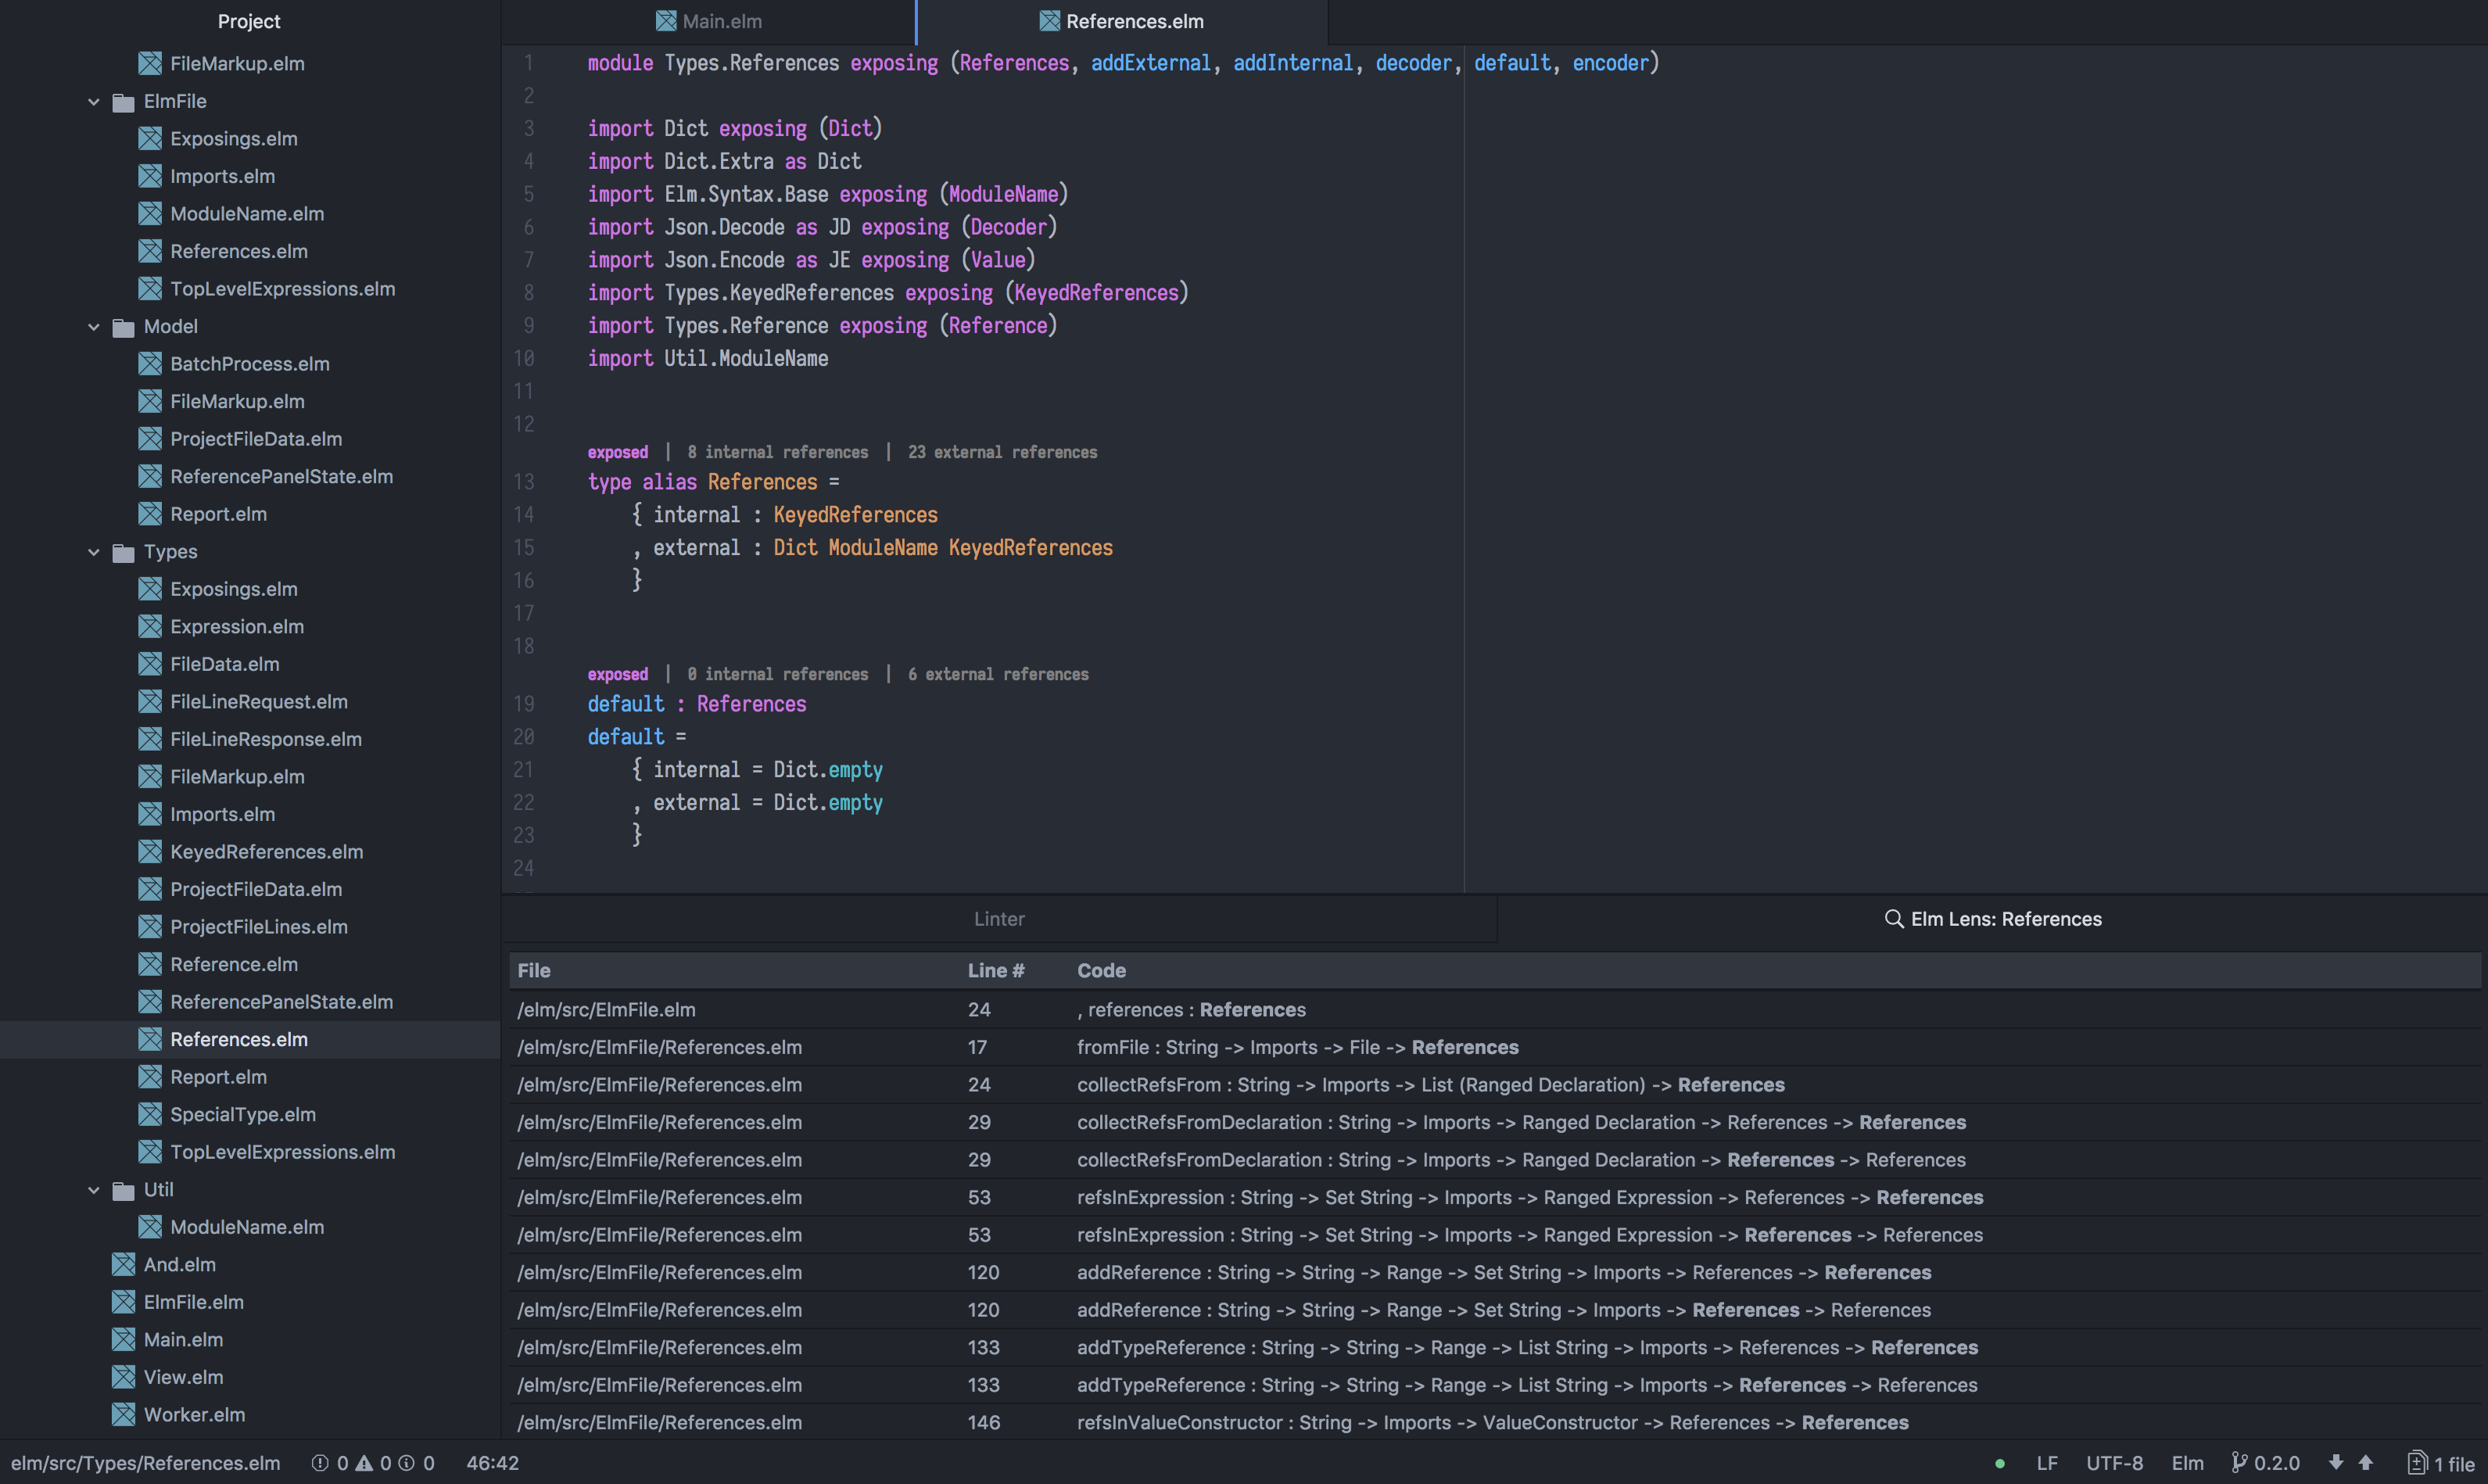 Project
FileMarkup.elm
ElmFile
Exposings.elm
Imports.elm
ModuleName.elm
References.elm
TopLevelExpressions.elm
Model
BatchProcess.elm
FileMarkup.elm
ProjectFileData.elm
ReferencePanelState.elm
Report.elm
Types
Exposings.elm
Expression.elm
FileData.elm
FileLineRequest.elm
FileLineResponse.elm
FileMarkup.elm
Imports.elm
KeyedReferences.elm
ProjectFileData.elm
ProjectFileLines.elm
Reference.elm
ReferencePanelState.elm
References.elm
Report.elm
SpecialType.elm
TopLevelExpressions.elm
Util
ModuleName.elm
And.elm
ElmFile.elm
Main.elm
View.elm
Worker.elm
Main.elm References.elm
1 module Types.References exposing (References, addExternal, addInternal, decoder, default, encoder)
2
3 import Dict exposing (Dict)
4 import Dict.Extra as Dict
5 import Elm.Syntax.Base exposing (ModuleName)
6 import Json.Decode as JD exposing (Decoder)
7 import Json.Encode as JE exposing (Value)
8 import Types.KeyedReferences exposing (KeyedReferences)
9 import Types.Reference exposing (Reference)
10 import Util.ModuleName
11
12
exposed | 8 internal references | 23 external references
13 type alias References =
14 { internal : KeyedReferences
15 , external : Dict ModuleName KeyedReferences
16 }
17
18
exposed | 0 internal references | 6 external references
19 default : References
20 default =
21 { internal = Dict.empty
22 , external = Dict.empty
23 }
24
Linter Elm Lens: References
File Line # Code
/elm/src/ElmFile.elm 24 , references : References
/elm/src/ElmFile/References.elm 17 fromFile : String -> Imports -> File -> References
/elm/src/ElmFile/References.elm 24 collectRefsFrom : String -> Imports -> List (Ranged Declaration) -> References
/elm/src/ElmFile/References.elm 29 collectRefsFromDeclaration : String -> Imports -> Ranged Declaration -> References -> References
/elm/src/ElmFile/References.elm 29 collectRefsFromDeclaration : String -> Imports -> Ranged Declaration -> References -> References
/elm/src/ElmFile/References.elm 53 refsInExpression : String -> Set String -> Imports -> Ranged Expression -> References -> References
/elm/src/ElmFile/References.elm 53 refsInExpression : String -> Set String -> Imports -> Ranged Expression -> References -> References
/elm/src/ElmFile/References.elm 120 addReference : String -> String -> Range -> Set String -> Imports -> References -> References
/elm/src/ElmFile/References.elm 120 addReference : String -> String -> Range -> Set String -> Imports -> References -> References
/elm/src/ElmFile/References.elm 133 addTypeReference : String -> String -> Range -> List String -> Imports -> References -> References
/elm/src/ElmFile/References.elm 133 addTypeReference : String -> String -> Range -> List String -> Imports -> References -> References
/elm/src/ElmFile/References.elm 146 refsInValueConstructor : String -> Imports -> ValueConstructor -> References -> References
elm/src/Types/References.elm 0 0 0 46:42 LF UTF-8 Elm 0.2.0 1 file